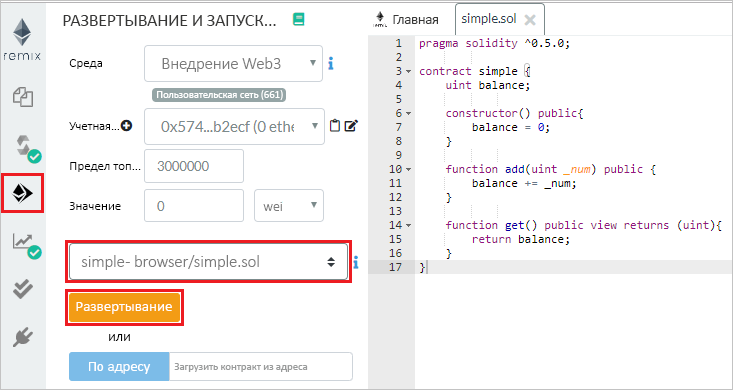 remix
РАЗВЕРТЫВАНИЕ И ЗАПУСК...
Среда
Внедрение Web3
Пользовательская сеть (661)
Учетная...
0x574...b2ecf (0 ethe
Предел топ...
3000000
Значение
0
wei
simple- browser/simple.sol
Развертывание
или
По адресу
Загрузить контракт из адреса
Главная
simple.sol
1 pragma solidity ^0.5.0;
2
3 contract simple {
4 uint balance;
5
6 constructor() public{
7 balance = 0;
8 }
9
10 function add(uint _num) public {
11 balance += _num;
12 }
13
14 function get() public view returns (uint){
15 return balance;
16 }
17 }